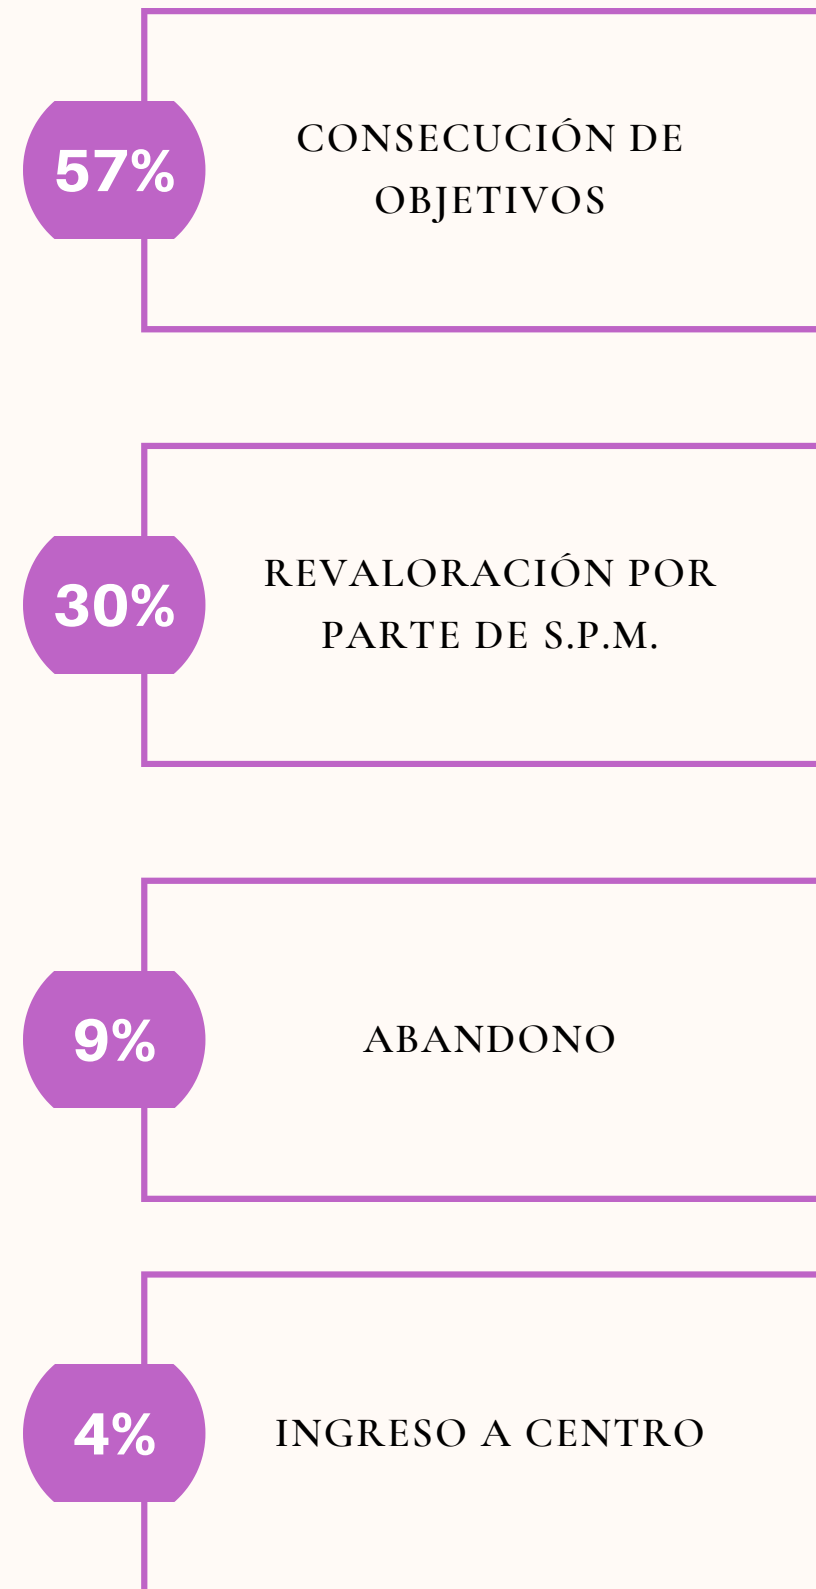 57%
CONSECUCIÓN DE
OBJETIVOS
30%
REVALORACIÓN POR
PARTE DE S.P.M.
9%
ABANDONO
4%
INGRESO A CENTRO